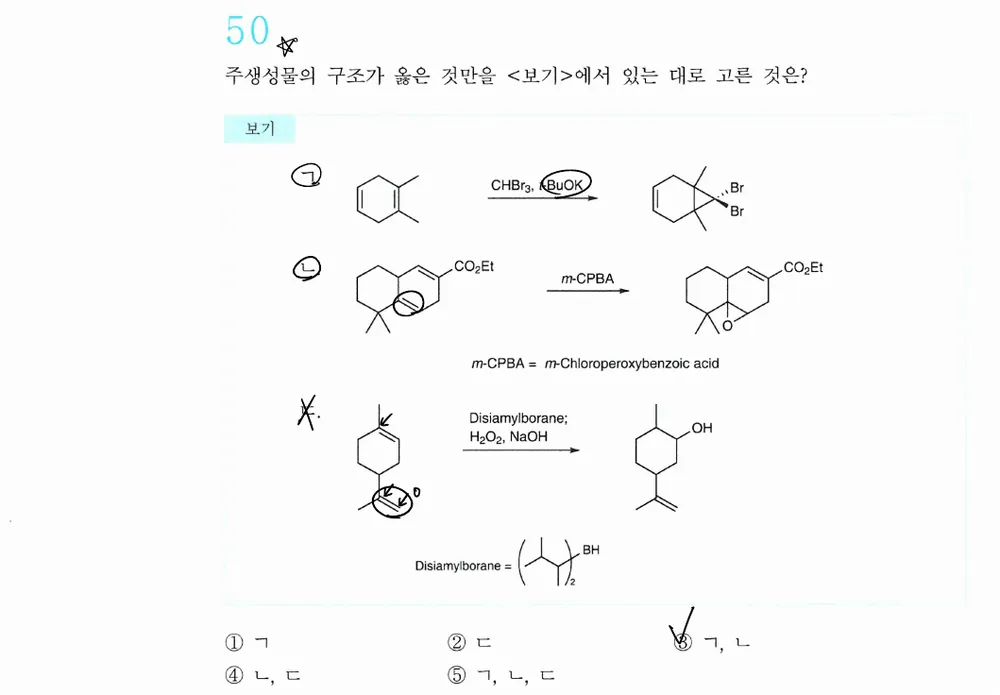 50
주생성물의 구조가 옳은 것만을 <보기>에서 있는 대로 고른 것은?
보기
ㄱ
CHBr3, t-BuOK
Br
Br
ㄴ
CO2Et
m-CPBA
CO2Et
O
m-CPBA = m-Chloroperoxybenzoic acid
ㄷ.
Disiamylborane;
H2O2, NaOH
OH
Disiamylborane = ( )2 BH
① ㄱ ② ㄷ ③ ㄱ, ㄴ
④ ㄴ, ㄷ ⑤ ㄱ, ㄴ, ㄷ